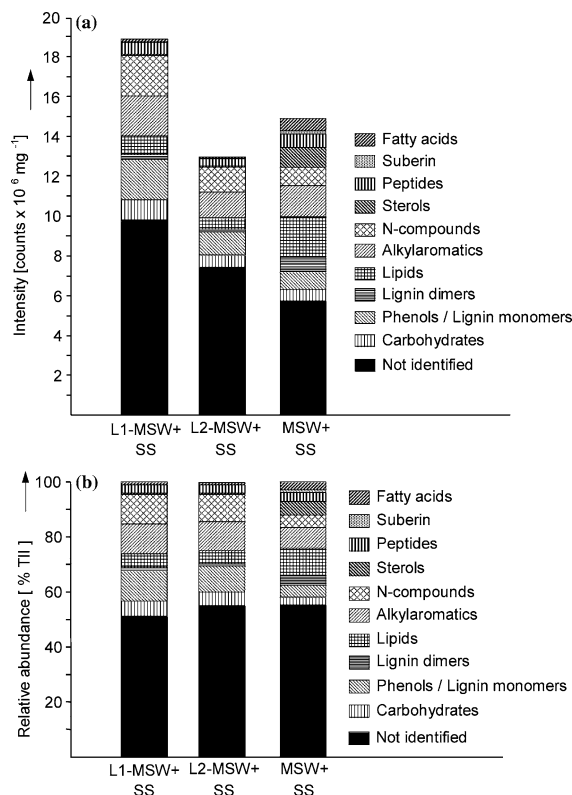 (a)
Intensity [counts x 10⁶ mg⁻¹]
20
18
16
14
12
10
8
6
4
2
Fatty acids
Suberin
Peptides
Sterols
N-compounds
Alkylaromatics
Lipids
Lignin dimers
Phenols / Lignin monomers
Carbohydrates
Not identified
L1-MSW+
SS
L2-MSW+
SS
MSW+
SS
(b)
Relative abundance [ % TII ]
100
80
60
40
20
Fatty acids
Suberin
Peptides
Sterols
N-compounds
Alkylaromatics
Lipids
Lignin dimers
Phenols / Lignin monomers
Carbohydrates
Not identified
L1-MSW+
SS
L2-MSW+
SS
MSW+
SS